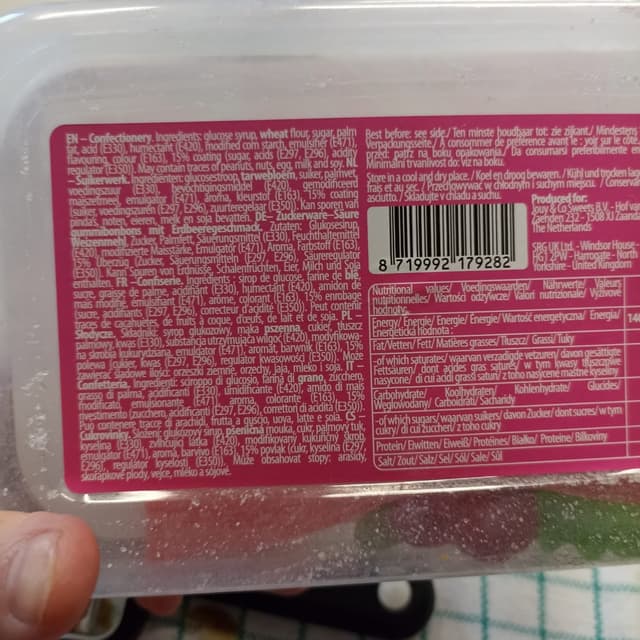 EN – Confectionery. Ingredients: glucose syrup, wheat flour, sugar, palm
fat, acid (E330), humectant (E420), modified corn starch, emulsifier (E471),
flavouring, colour (E163), 15% coating (sugar, acids (E297, E296), acidity
regulator (E350)). May contain traces of peanuts, nuts, egg, milk and soy. NL
– Suikerwerk. Ingrediënten: glucosestroop, tarwebloem, suiker, palmvet,
voedingszuur (E330), bevochtigingsmiddel (E420), gemodificeerd
maïszetmeel, emulgator (E471), aroma, kleurstof (E163), 15% coating
(suiker, voedingszuren (E297, E296), zuurteregelaar (E350)). Kan sporen van
pinda's, noten, eieren, melk en soja bevatten. DE – Zuckerware–Saure
mit Erdbeergeschmack. Zutaten: Glukosesirup,
Weizenmehl, Zucker, Palmfett, Säuerungsmittel (E330), Feuchthaltemittel
(E420), modifizierte Maisstärke, Emulgator (E471), Aroma, Farbstoff (E163),
15% Überzug (Zucker, Säuerungsmittel (E297, E296), Säureregulator
(E350)). Kann Spuren von Erdnüsse, Schalenfrüchten, Eier, Milch und Soja
enthalten. FR – Confiserie. Ingrédients: sirop de glucose, farine de blé,
sucre, graisse de palme, acidifiant (E330), humectant (E420), amidon de
maïs modifié, émulsifiant (E471), arôme, colorant (E163), 15% enrobage
(sucre, acidifiants (E297, E296), correcteur d'acidité (E350)). Peut contenir
traces de cacahuètes, de fruits à coque, d'œufs, de lait et de soja. PL –
Słodycze. Składniki: syrop glukozowy, mąka pszenna, cukier, tłuszcz
palmowy, kwas (E330), substancja utrzymująca wilgoć (E420), modyfikowa-
na skrobia kukurydziana, emulgator (E471), aromat, barwnik (E163), 15%
polewa (cukier, kwasy (E297, E296), regulator kwasowości (E350)). Może
zawierać śladowe ilości: orzeszki ziemne, orzechy, jaja, mleko i soja. IT –
Confetteria. Ingredienti: sciroppo di glucosio, farina di grano, zucchero,
grasso di palma, acidificante (E330), umidificante (E420), amido di mais
modificato, emulsionante (E471), aroma, colorante (E163), 15%
rivestimento (zucchero, acidificanti (E297, E296), correttori di acidità (E350)).
Può contenere tracce di arachidi, frutta a guscio, uova, latte e soia. CS –
Cukrovinky. Složení: glukózový sirup, pšeničná mouka, cukr, palmový tuk,
kyselina (E330), zvlhčující látka (E420), modifikovaný kukuřičný škrob,
emulgátor (E471), aroma, barvivo (E163), 15% povlak (cukr, kyselina (E297,
E296), regulátor kyselosti (E350)). Může obsahovat stopy: arašídy,
skořápkové plody, vejce, mléko a sójové.
Best before: see side./ Ten minste houdbaar tot: zie zijkant./ Mindestens
Verpackungsseite./ À consommer de préférence avant le : voir sur le côté.
przed: patrz na boku opakowania./ Da consumarsi preferibilmente
Minimální trvanlivost do: viz na boku.
Store in a cool and dry place./ Koel en droog bewaren./ Kühl und trocken
frais et au sec./ Przechowywać w chłodnym i suchym miejscu./
asciutto./ Skladujte v chladu a suchu.
8 719992 179282
Produced for:
Jouy & Co Sweets B.V. - Hof
Zaenden 232 - 1508
SRG UK Ltd. - Windsor House
HG1 2PW - Harrogate - North
Yorkshire - United Kingdom
Nutritional values/ Voedingswaarden/ Nährwerte/ Valeurs
nutritionnelles/ Wartości odżywcze/ Valori nutrizionali/ Výživové
hodnoty
Energy/ Energie/ Energie/ Énergie/ Wartość energetyczna/ Energia/
Energetická hodnota
Fat/Vetten/ Fett/ Matières grasses/ Tłuszcz/ Grassi/ Tuky
-of which saturates/ waarvan verzadigde vetzuren/ davon gesättigte
Fettsäuren/ dont acides gras saturés/ w tym kwasy tłuszczowe
nasycone/ di cui acidi grassi saturi/ z toho nasycené mastné kyseliny
Carbohydrate/ Koolhydraten/ Kohlenhydrate/ Glucides/
Węglowodany/ Carboidrati/ Sacharidy
-of which sugars/ waarvan suikers/ davon Zucker/ dont sucres/ w tym
cukry/ di cui zuccheri/ z toho cukry
Protein/ Eiwitten/ Eiweiß/ Protéines/ Białko/ Proteine/ Bílkoviny
Salt/ Zout/ Salz/ Sel/ Sól/ Sale/ Sůl